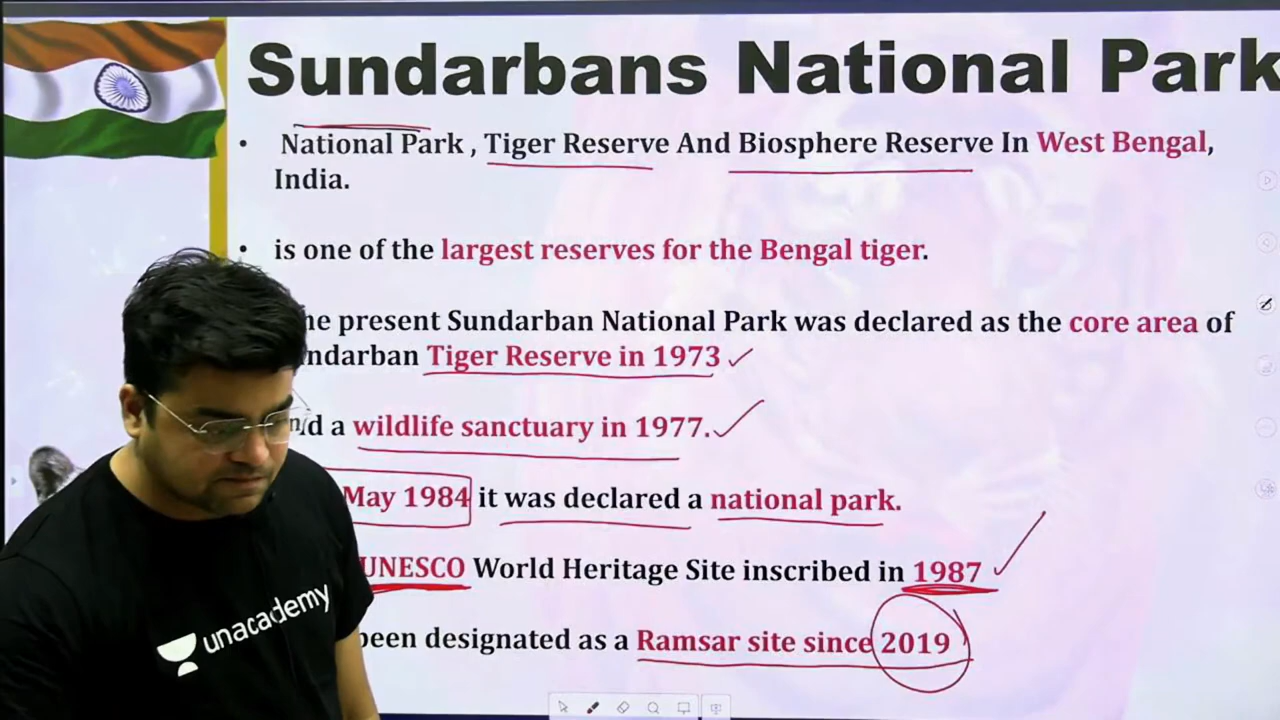 Sundarbans National Park
• National Park , Tiger Reserve And Biosphere Reserve In West Bengal,
India.
• is one of the largest reserves for the Bengal tiger.
he present Sundarban National Park was declared as the core area of
ndarban Tiger Reserve in 1973
d a wildlife sanctuary in 1977.
May 1984 it was declared a national park.
UNESCO World Heritage Site inscribed in 1987
been designated as a Ramsar site since 2019
unacademy